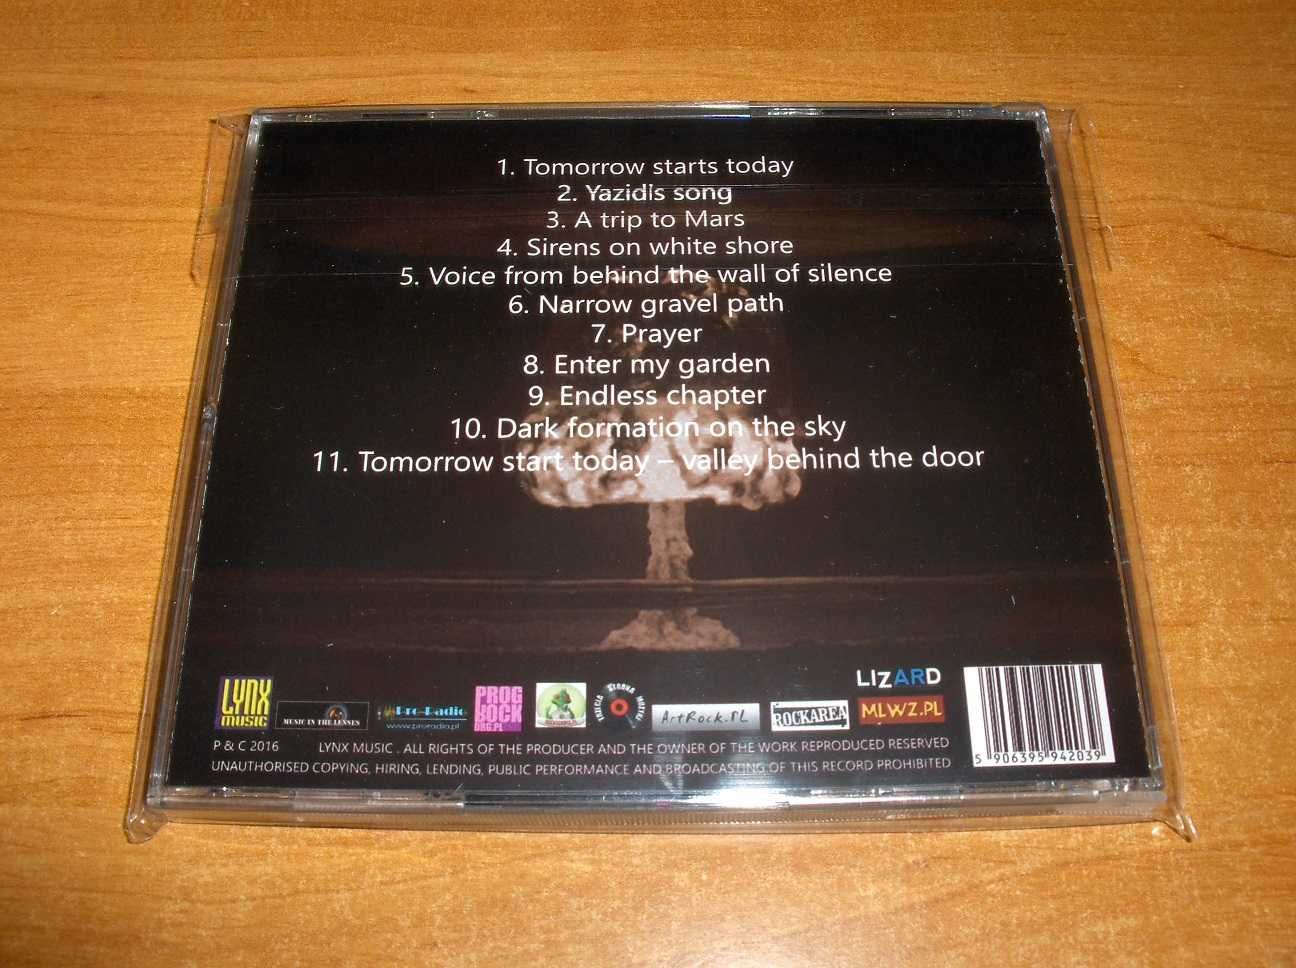 1. Tomorrow starts today
2. Yazidis song
3. A trip to Mars
4. Sirens on white shore
5. Voice from behind the wall of silence
6. Narrow gravel path
7. Prayer
8. Enter my garden
9. Endless chapter
10. Dark formation on the sky
11. Tomorrow start today – valley behind the door
LIZARD
LYNX MUSIC
MUSIC IN THE LENSES
Pro-Radio
www.proradio.pl
PROG ROCK ORG.PL
ArtRock.PL
ROCKAREA
MLWZ.PL
P & C 2016 LYNX MUSIC . ALL RIGHTS OF THE PRODUCER AND THE OWNER OF THE WORK REPRODUCED RESERVED
UNAUTHORISED COPYING, HIRING, LENDING, PUBLIC PERFORMANCE AND BROADCASTING OF THIS RECORD PROHIBITED
5 906395 942039